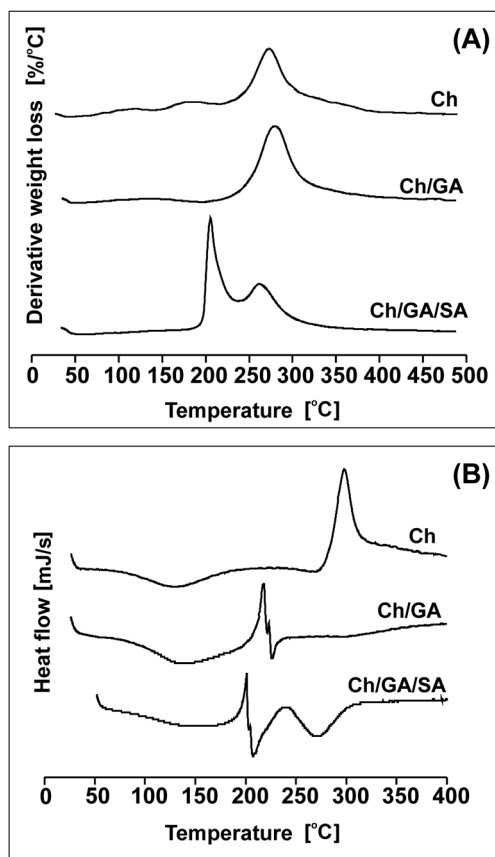 (A)
Derivative weight loss [%/°C]
Ch
Ch/GA
Ch/GA/SA
0 50 100 150 200 250 300 350 400 450 500
Temperature [°C]
(B)
Heat flow [mJ/s]
Ch
Ch/GA
Ch/GA/SA
0 50 100 150 200 250 300 350 400
Temperature [°C]